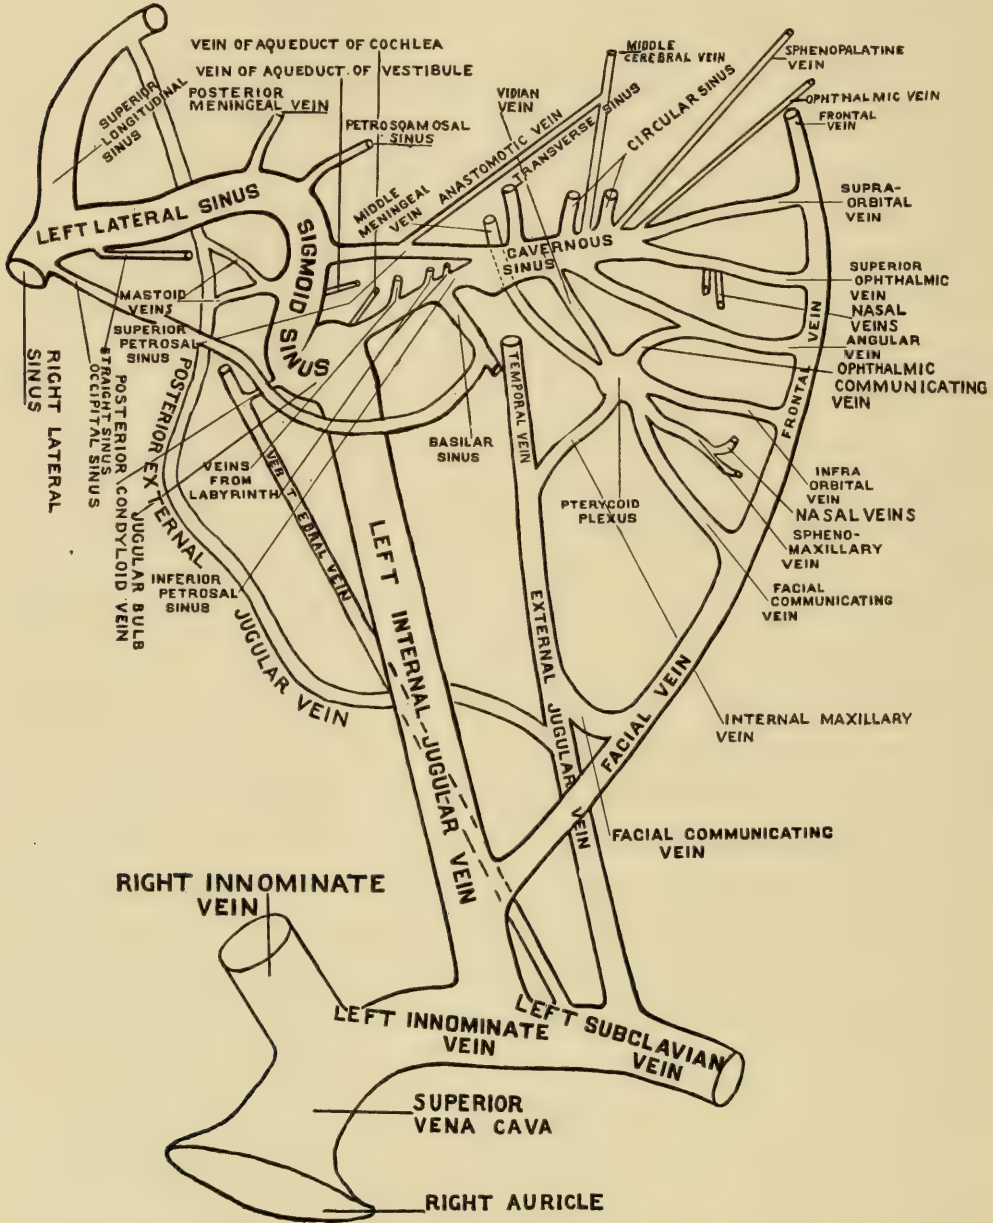 VEIN OF AQUEDUCT OF COCHLEA
VEIN OF AQUEDUCT OF VESTIBULE
POSTERIOR
MENINGEAL VEIN
PETROSQAMOSAL
SINUS
SUPERIOR
LONGITUDINAL
SINUS
VIDIAN
VEIN
MIDDLE
CEREBRAL VEIN
SPHENOPALATINE
VEIN
OPHTHALMIC VEIN
FRONTAL
VEIN
CIRCULAR SINUS
TRANSVERSE SINUS
ANASTOMOTIC VEIN
MIDDLE
MENINGEAL
VEIN
LEFT LATERAL SINUS
SIGMOID SINUS
CAVERNOUS
SINUS
SUPRA-
ORBITAL
VEIN
SUPERIOR
OPHTHALMIC
VEIN
NASAL
VEINS
ANGULAR
VEIN
OPHTHALMIC
COMMUNICATING
VEIN
FRONTAL VEIN
MASTOID
VEINS
SUPERIOR
PETROSAL
SINUS
RIGHT LATERAL
SINUS
STRAIGHT SINUS
OCCIPITAL SINUS
POSTERIOR CONDYLOID VEIN
JUGULAR BULB
POSTERIOR EXTERNAL JUGULAR VEIN
VEINS
FROM
LABYRINTH
VERTEBRAL VEIN
BASILAR
SINUS
TEMPORAL VEIN
PTERYCOID
PLEXUS
INFRA
ORBITAL
VEIN
NASAL VEINS
SPHENO-
MAXILLARY
VEIN
FACIAL
COMMUNICATING
VEIN
INFERIOR
PETROSAL
SINUS
LEFT INTERNAL JUGULAR VEIN
EXTERNAL JUGULAR VEIN
FACIAL VEIN
INTERNAL MAXILLARY
VEIN
FACIAL COMMUNICATING
VEIN
RIGHT INNOMINATE
VEIN
LEFT INNOMINATE
VEIN
LEFT SUBCLAVIAN
VEIN
SUPERIOR
VENA CAVA
RIGHT AURICLE